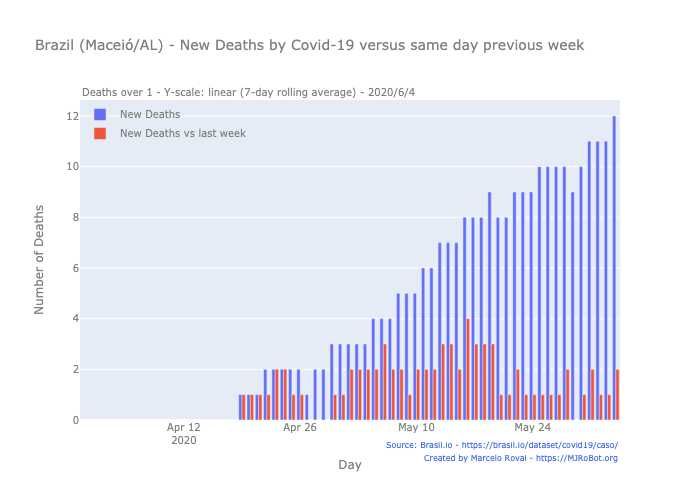 Brazil (Maceió/AL) - New Deaths by Covid-19 versus same day previous week
Deaths over 1 - Y-scale: linear (7-day rolling average) - 2020/6/4
New Deaths
New Deaths vs last week
Number of Deaths
12
10
8
6
4
2
0
Apr 12
2020
Apr 26
May 10
May 24
Day
Source: Brasil.io - https://brasil.io/dataset/covid19/caso/
Created by Marcelo Rovai - https://MJRoBot.org